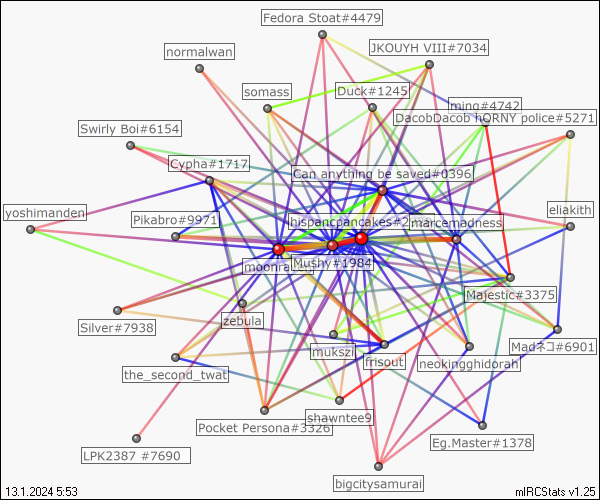 Fedora Stoat#4479
normalwan
JKOUYH VIII#7034
somass
Duck#1245
ming#4742
DacobDacob hORNY police#5271
Swirly Boi#6154
Cypha#1717
Can anything be saved#0396
yoshimanden
Pikabro#9971
hispancpancakes#2
marcemadness
eliakith
moonra
Mushy#1984
Majestic#3375
zebula
Silver#7938
mukszi
frisout
neokingghidorah
Madネコ#6901
the_second_twat
shawntee9
Pocket Persona#3326
Eg.Master#1378
LPK2387 #7690
bigcitysamurai
13.1.2024 5:53
mIRCStats v1.25